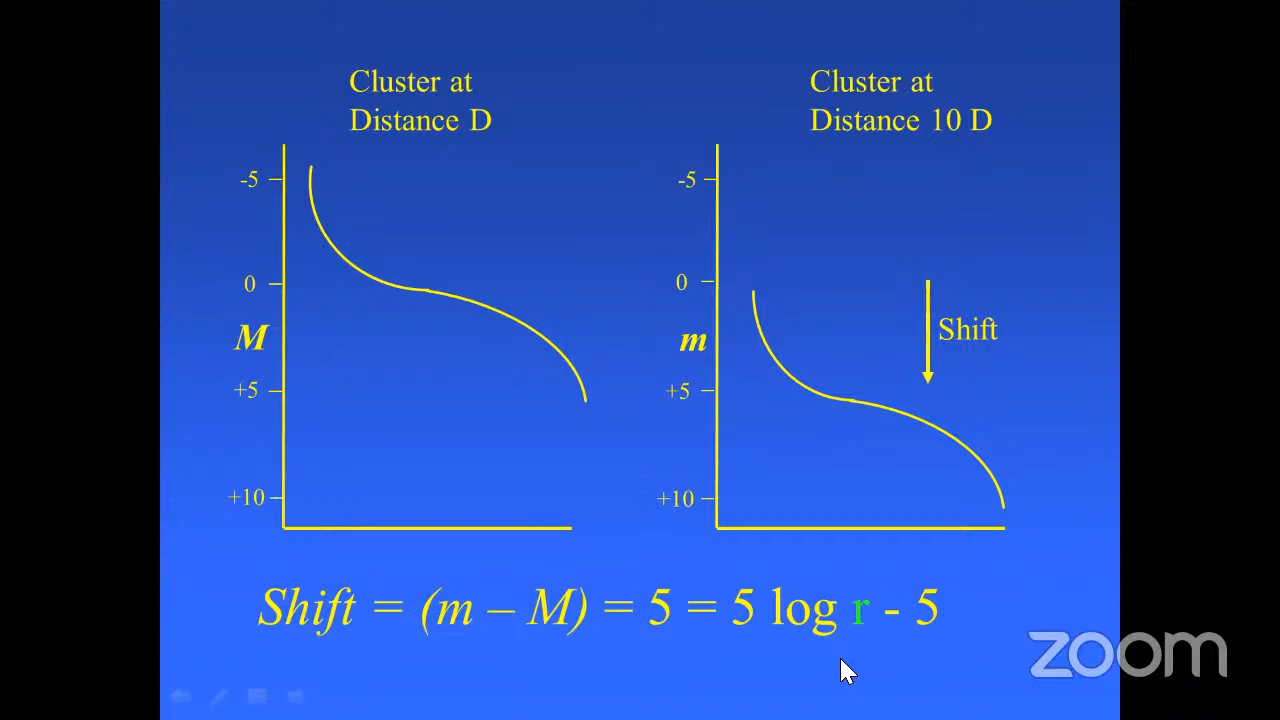 Cluster at
Distance D
-5
0
M
+5
+10
Cluster at
Distance 10 D
-5
0
m
+5
+10
Shift
Shift = (m – M) = 5 = 5 log r - 5
zoom